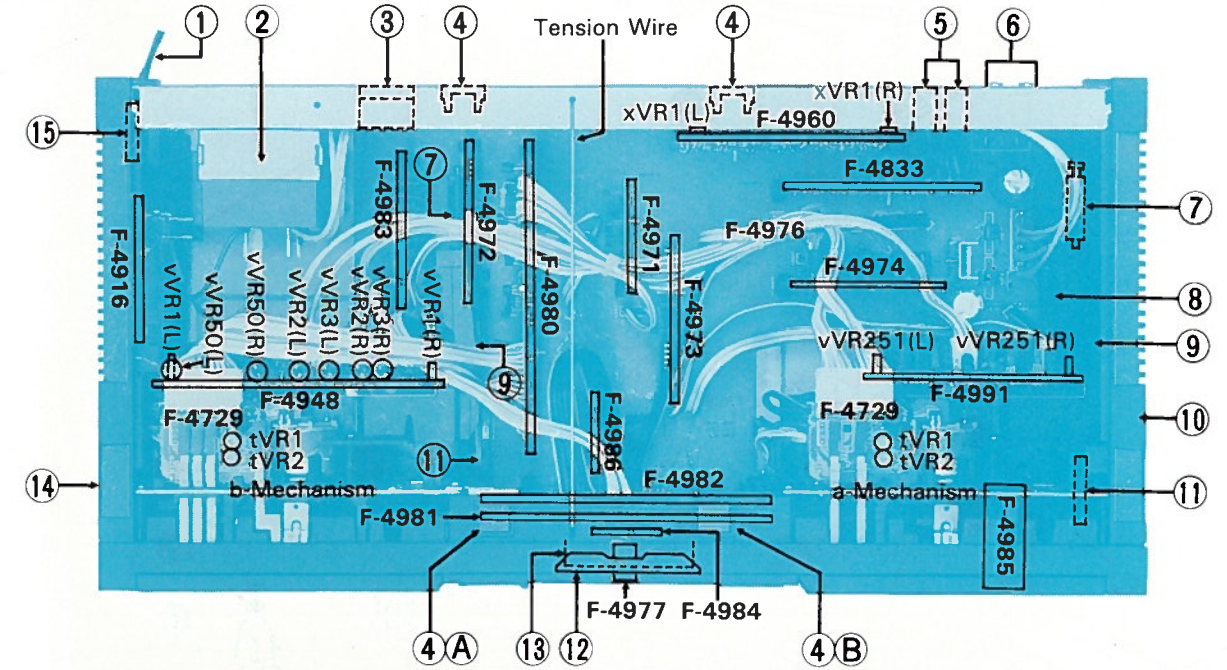 ① ② ③ ④ Tension Wire ④ ⑤ ⑥
xVR1(L) xVR1(R)
F-4960
⑮
F-4833
F-4983 ⑦ F-4972 F-4971 F-4976 ⑦
F-4916
F-4980 F-4974
F-4973
⑧
vVR1(L) vVR50(L) vVR50(R) vVR2(L) vVR3(L) vVR2(R) vVR3(R) vVR1(R)
vVR251(L) vVR251(R) ⑨
⑨
F-4948 F-4991
F-4729 F-4729 ⑩
tVR1 tVR1
tVR2 tVR2
F-4986
⑪
⑭ b-Mechanism F-4982 a-Mechanism ⑪
F-4981 F-4985
F-4977 F-4984
④Ⓐ ⑬ ⑫ ④Ⓑ